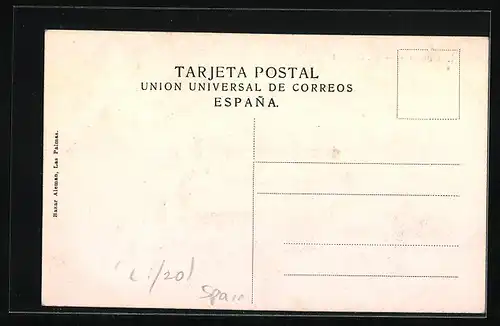 TARJETA POSTAL
UNION UNIVERSAL DE CORREOS
ESPAÑA.
Bazar Aleman, Las Palmas.
Spain